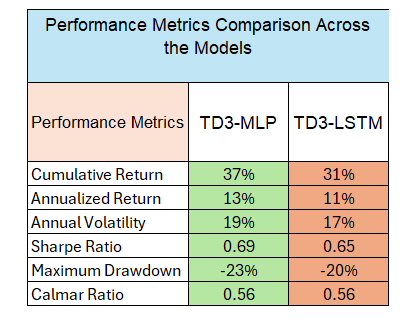 Performance Metrics Comparison Across
the Models
Performance Metrics TD3-MLP TD3-LSTM
Cumulative Return 37% 31%
Annualized Return 13% 11%
Annual Volatility 19% 17%
Sharpe Ratio 0.69 0.65
Maximum Drawdown -23% -20%
Calmar Ratio 0.56 0.56